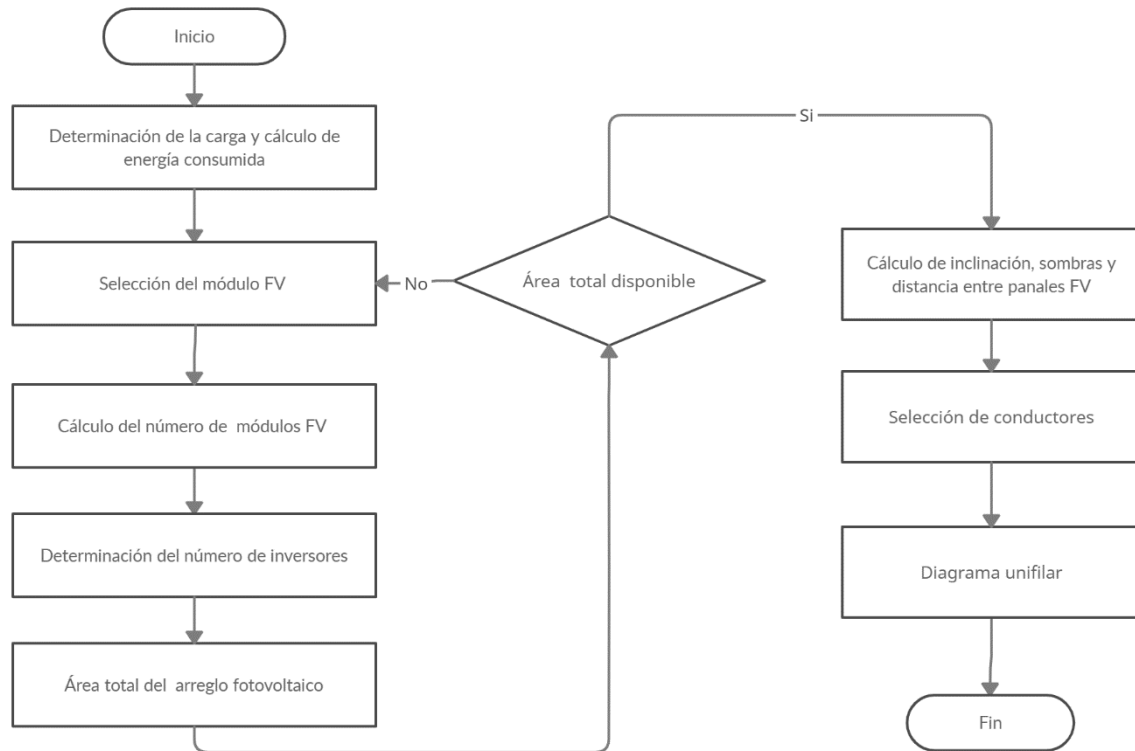 Inicio
Determinación de la carga y cálculo de
energía consumida
Selección del módulo FV
Cálculo del número de módulos FV
Determinación del número de inversores
Área total del arreglo fotovoltaico
No
Área total disponible
Si
Cálculo de inclinación, sombras y
distancia entre panales FV
Selección de conductores
Diagrama unifilar
Fin